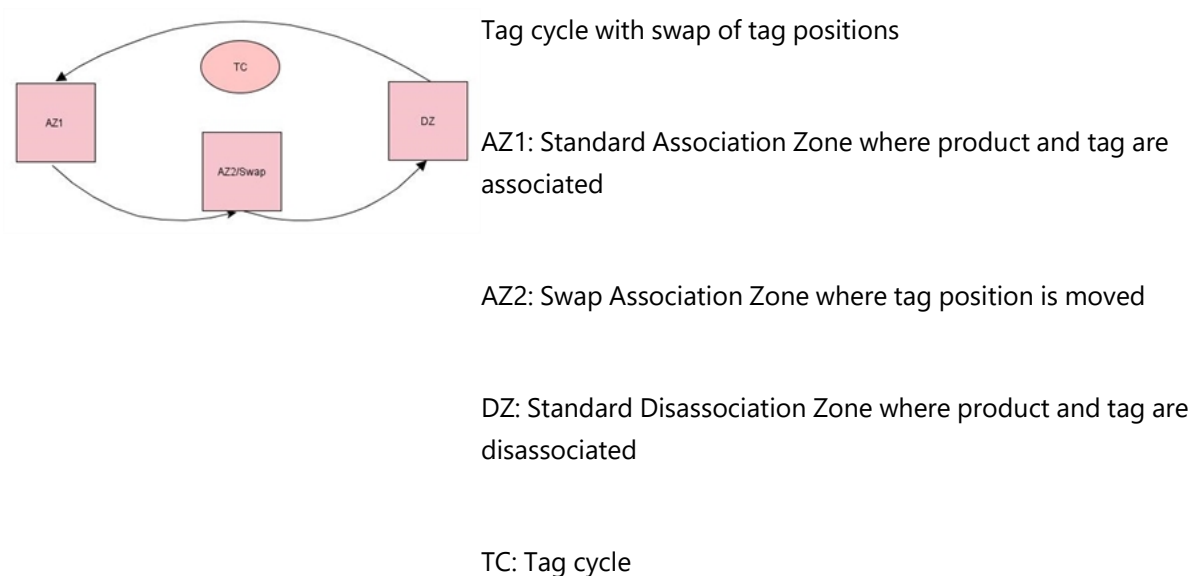 Tag cycle with swap of tag positions
TC
AZ1
DZ
AZ2/Swap
AZ1: Standard Association Zone where product and tag are
associated
AZ2: Swap Association Zone where tag position is moved
DZ: Standard Disassociation Zone where product and tag are
disassociated
TC: Tag cycle